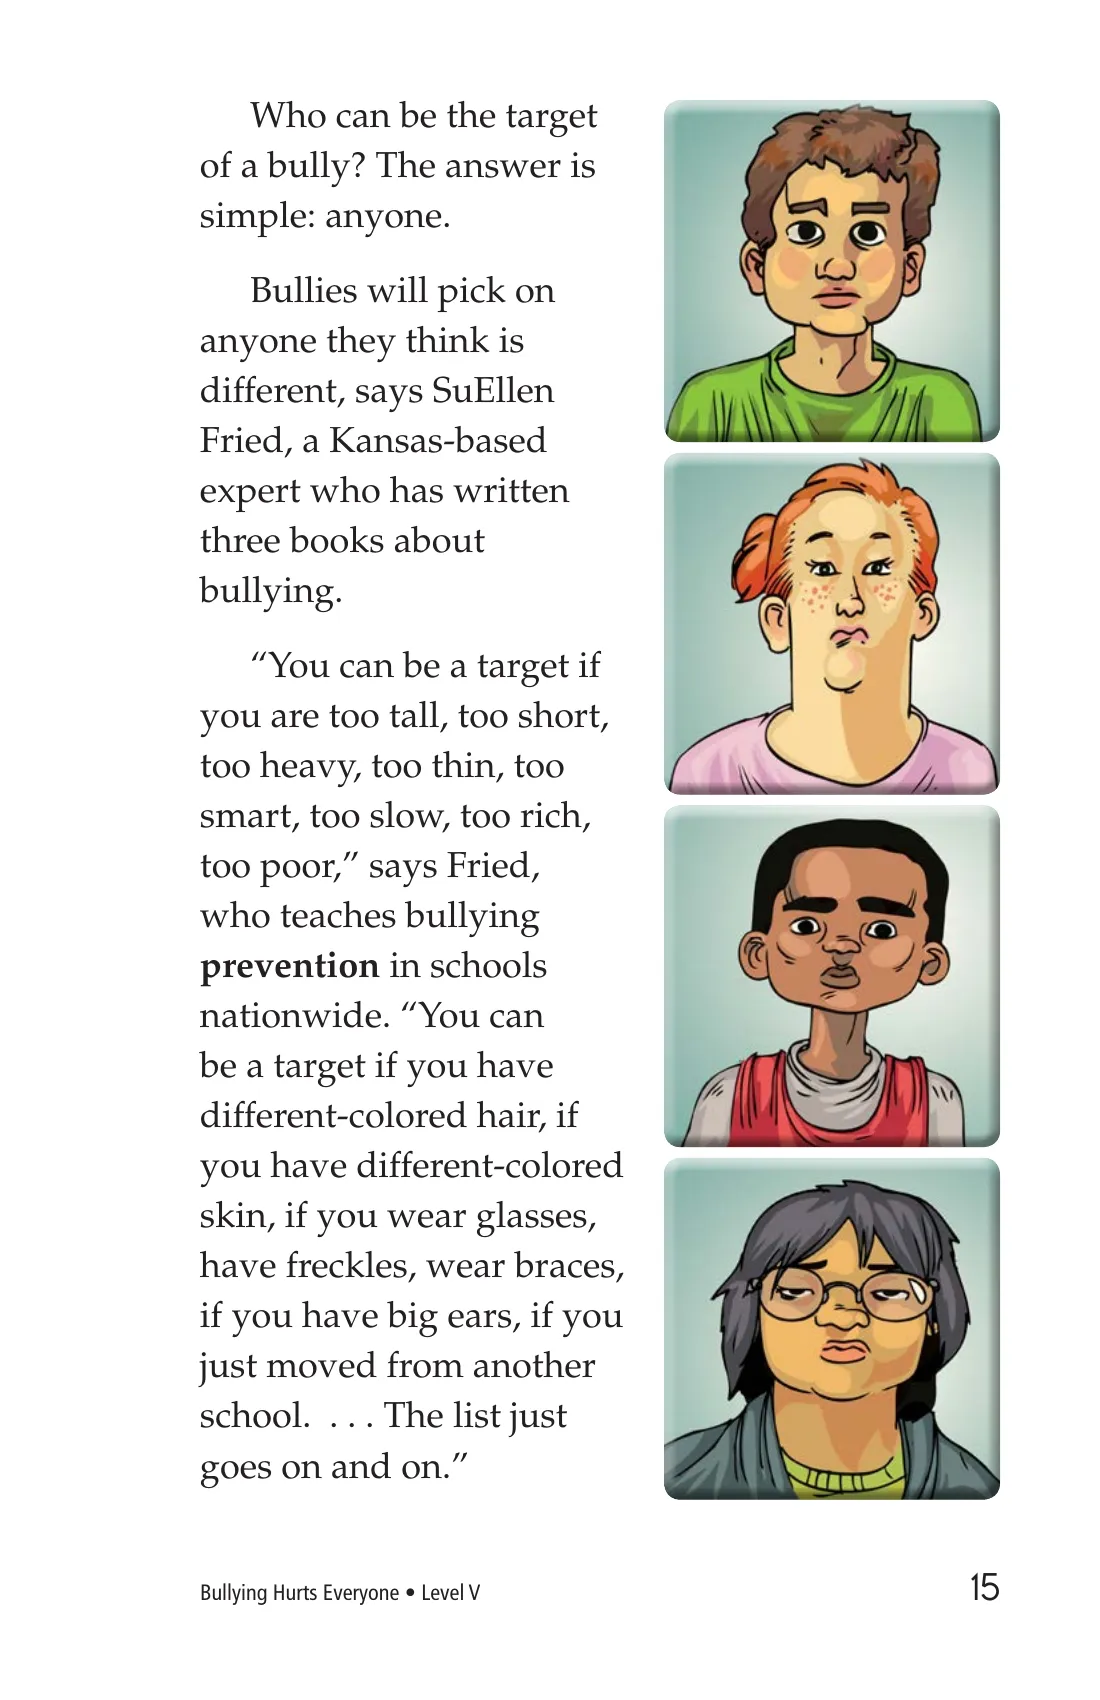 Who can be the target
of a bully? The answer is
simple: anyone.
Bullies will pick on
anyone they think is
different, says SuEllen
Fried, a Kansas-based
expert who has written
three books about
bullying.
“You can be a target if
you are too tall, too short,
too heavy, too thin, too
smart, too slow, too rich,
too poor,” says Fried,
who teaches bullying
prevention in schools
nationwide. “You can
be a target if you have
different-colored hair, if
you have different-colored
skin, if you wear glasses,
have freckles, wear braces,
if you have big ears, if you
just moved from another
school.  . . . The list just
goes on and on.”
Bullying Hurts Everyone • Level V
15